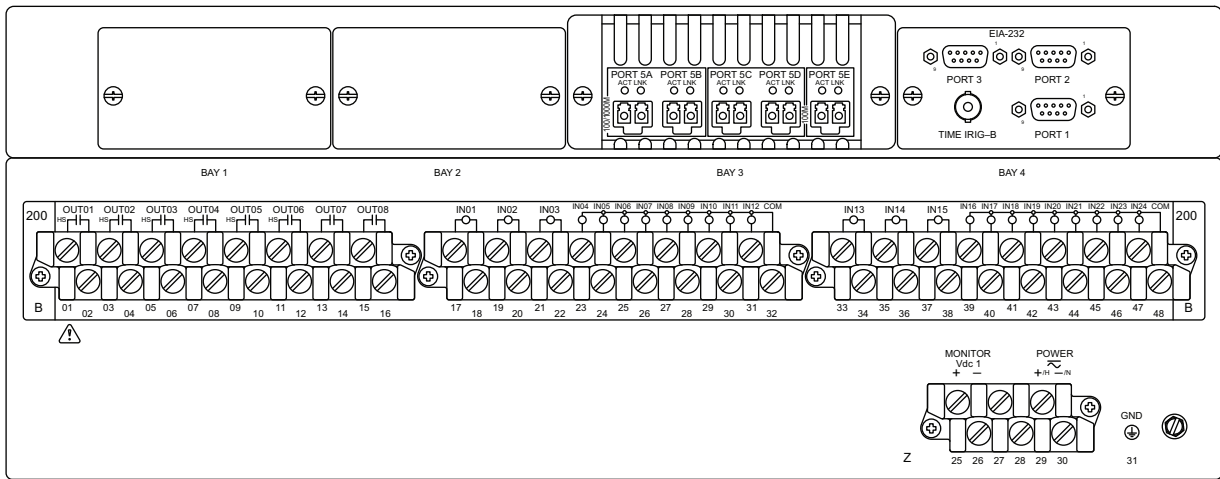 EIA-232
PORT 5A PORT 5B PORT 5C PORT 5D PORT 5E
ACT LNK ACT LNK ACT LNK ACT LNK ACT LNK
100/1000M
100M
9 1 9 1
PORT 3 PORT 2
9 1
TIME IRIG–B PORT 1
BAY 1 BAY 2 BAY 3 BAY 4
200 OUT01 OUT02 OUT03 OUT04 OUT05 OUT06 OUT07 OUT08 IN01 IN02 IN03 IN04 IN05 IN06 IN07 IN08 IN09 IN10 IN11 IN12 COM IN13 IN14 IN15 IN16 IN17 IN18 IN19 IN20 IN21 IN22 IN23 IN24 COM 200
HS HS HS HS HS HS
B 01 02 03 04 05 06 07 08 09 10 11 12 13 14 15 16 17 18 19 20 21 22 23 24 25 26 27 28 29 30 31 32 33 34 35 36 37 38 39 40 41 42 43 44 45 46 47 48 B
MONITOR POWER
Vdc 1
+ − +/H −/N
GND
Z 25 26 27 28 29 30 31